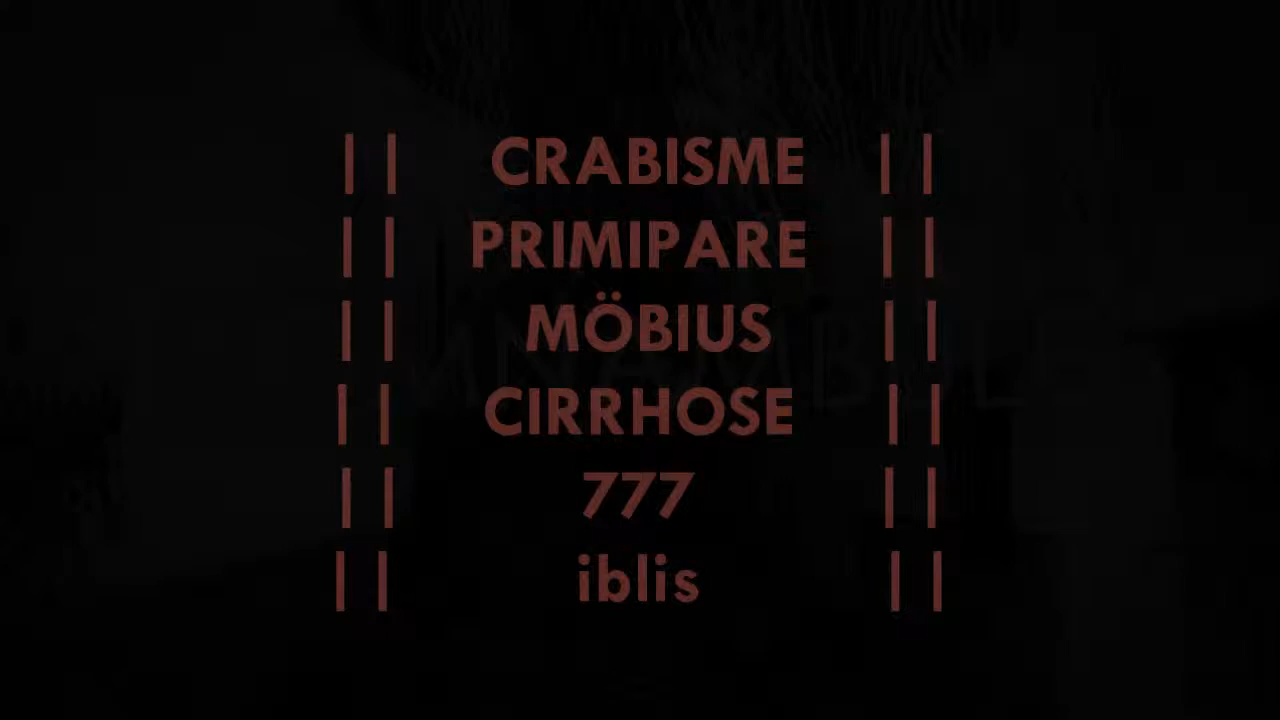 || CRABISME ||
|| PRIMIPARE ||
|| MÖBIUS ||
|| CIRRHOSE ||
|| 777 ||
|| iblis ||